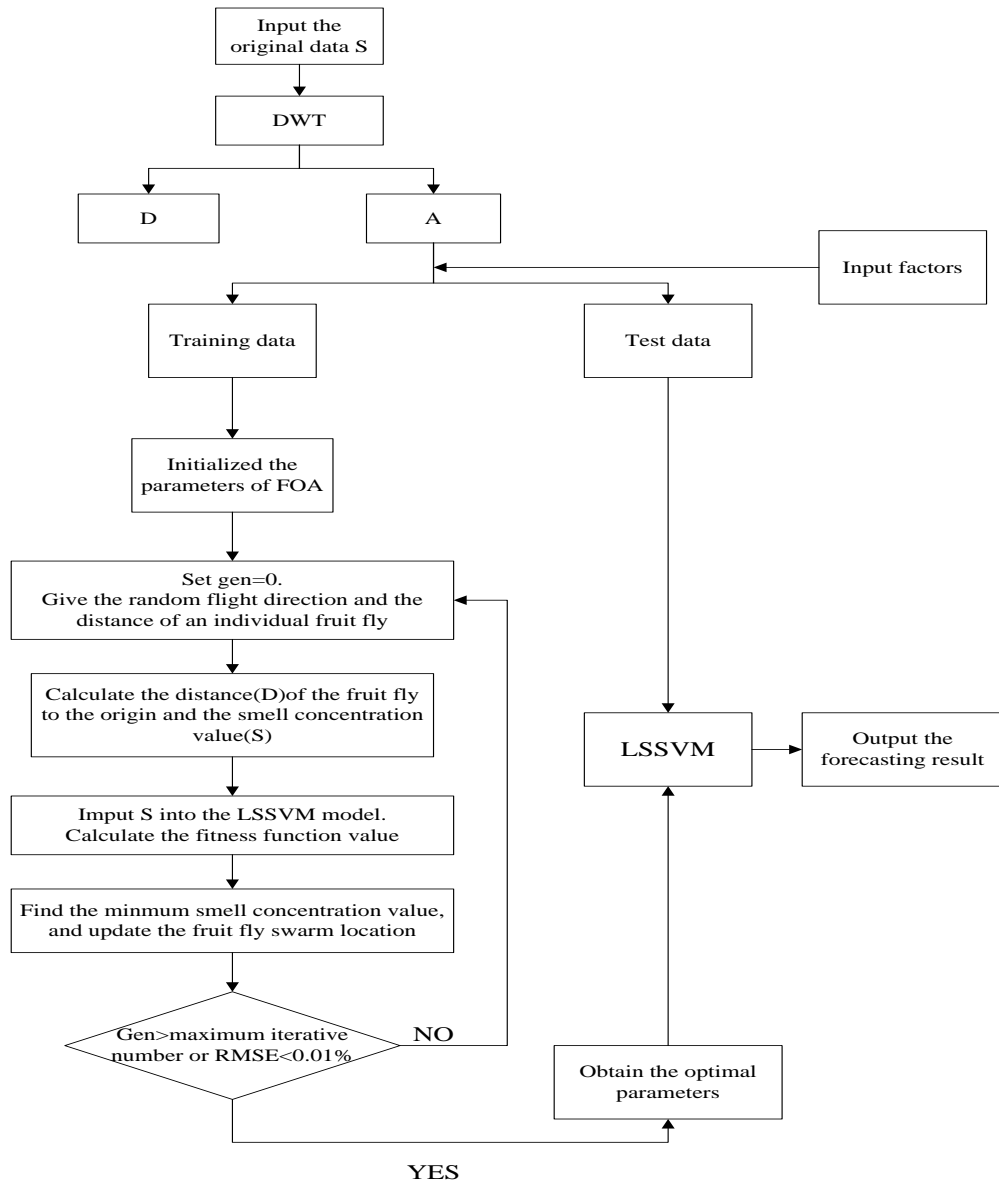 Input the
original data S
DWT
D
A
Input factors
Training data
Test data
Initialized the
parameters of FOA
Set gen=0.
Give the random flight direction and the
distance of an individual fruit fly
Calculate the distance(D)of the fruit fly
to the origin and the smell concentration
value(S)
LSSVM
Output the
forecasting result
Imput S into the LSSVM model.
Calculate the fitness function value
Find the minmum smell concentration value,
and update the fruit fly swarm location
Gen>maximum iterative
number or RMSE<0.01%
NO
Obtain the optimal
parameters
YES